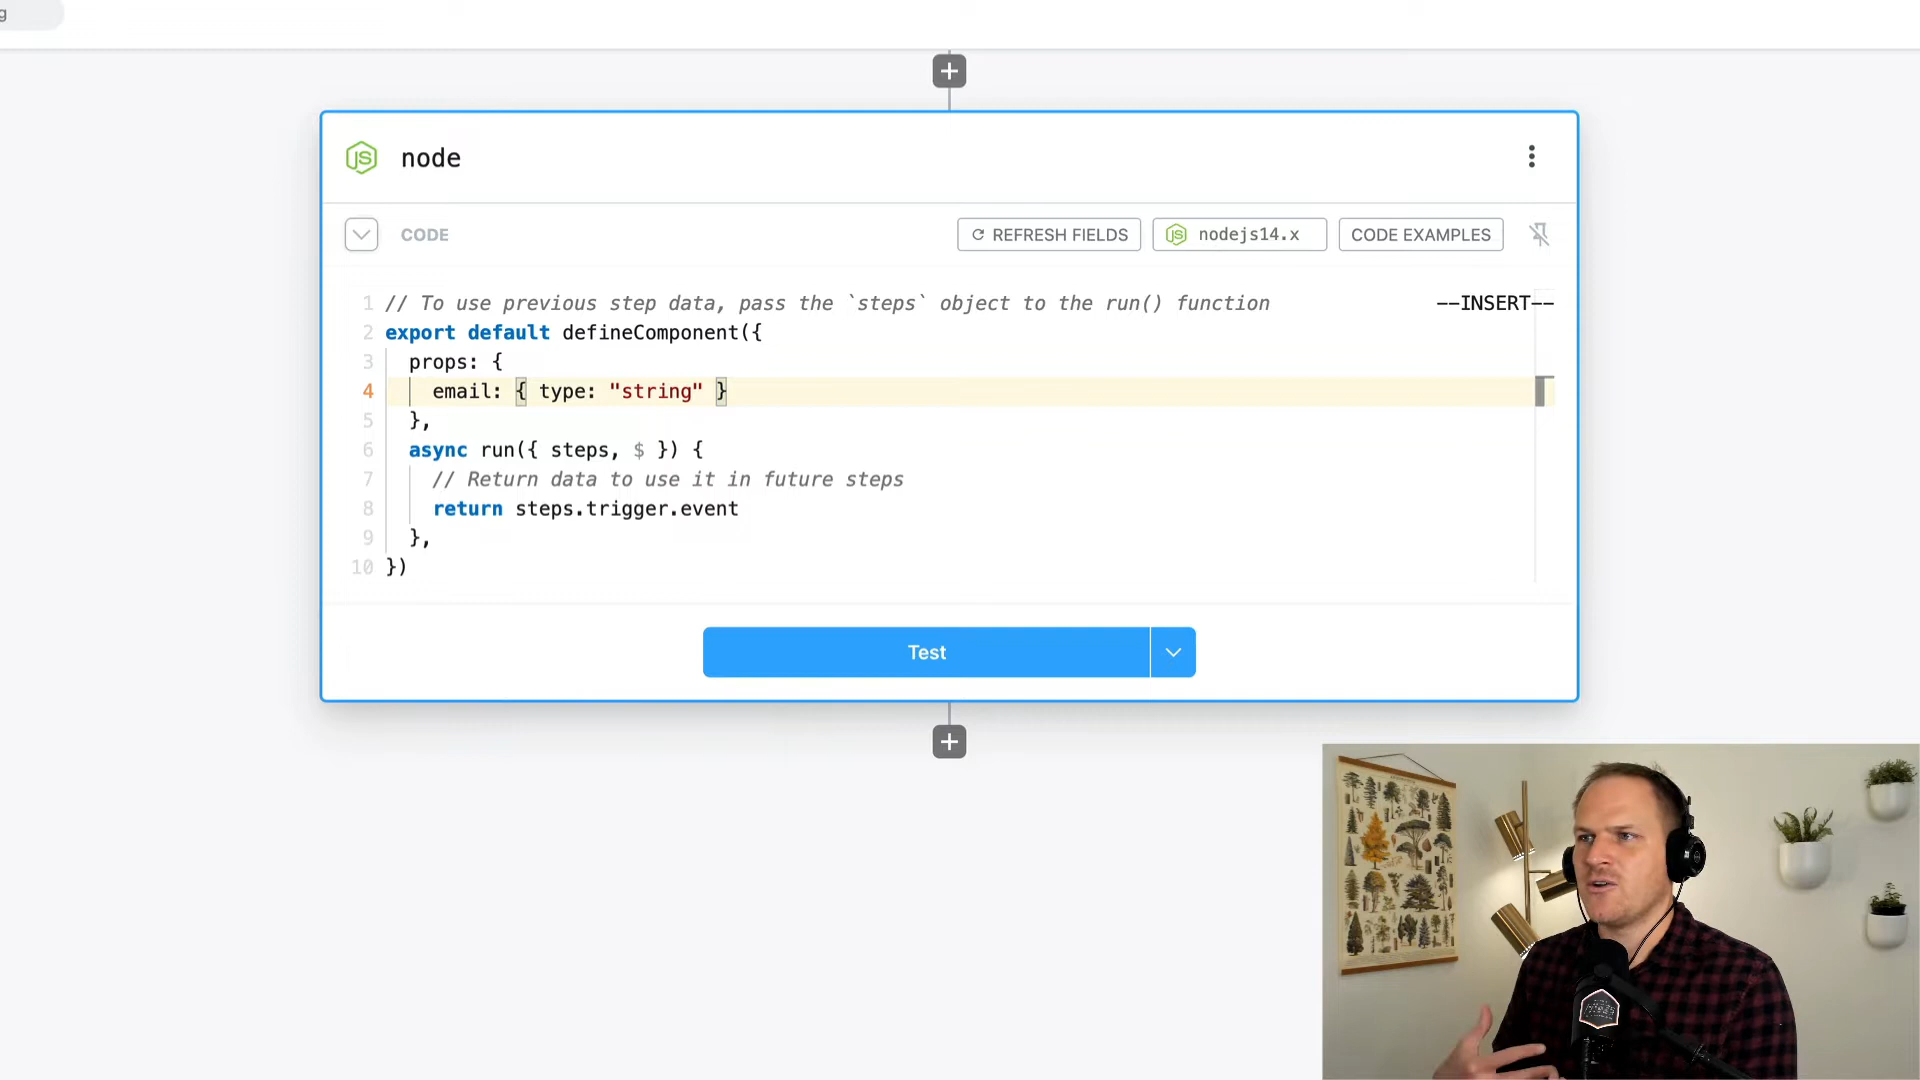 g
node
CODE
REFRESH FIELDS
nodejs14.x
CODE EXAMPLES
1 // To use previous step data, pass the `steps` object to the run() function
--INSERT--
2 export default defineComponent({
3 props: {
4 email: { type: "string" }
5 },
6 async run({ steps, $ }) {
7 // Return data to use it in future steps
8 return steps.trigger.event
9 },
10 })
Test